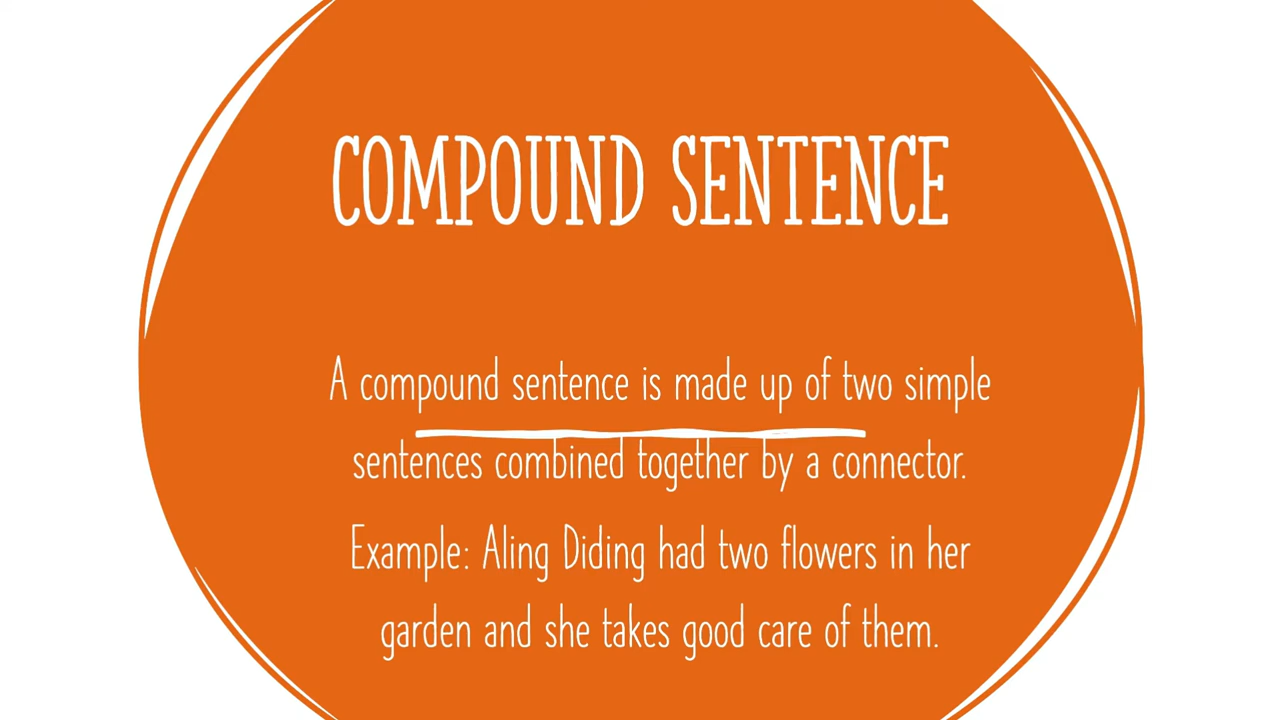 COMPOUND SENTENCE
A compound sentence is made up of two simple
sentences combined together by a connector.
Example: Aling Diding had two flowers in her
garden and she takes good care of them.